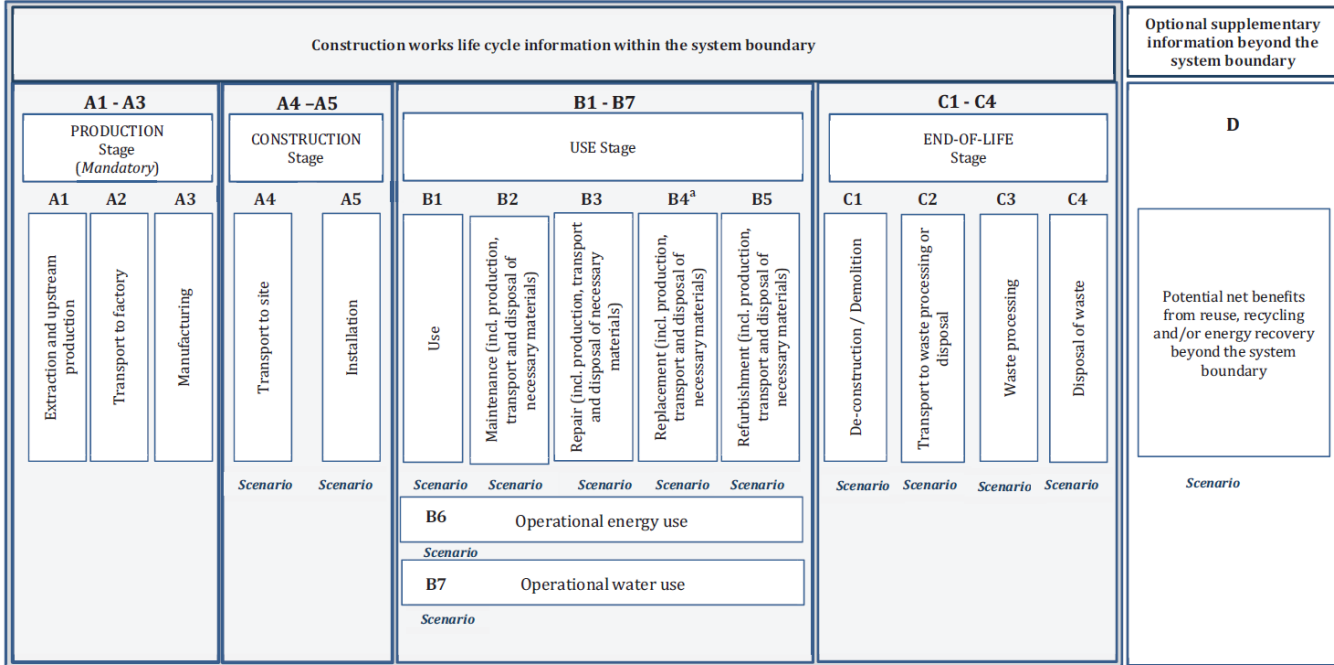 Construction works life cycle information within the system boundary
Optional supplementary
information beyond the
system boundary
A1 - A3
PRODUCTION
Stage
(Mandatory)
A1
A2
A3
Extraction and upstream
production
Transport to factory
Manufacturing
A4 –A5
CONSTRUCTION
Stage
A4
A5
Transport to site
Installation
Scenario
Scenario
B1 - B7
USE Stage
B1
B2
B3
B4ª
B5
Use
Maintenance (incl. production,
transport and disposal of
necessary materials)
Repair (incl. production, transport
and disposal of necessary
materials)
Replacement (incl. production,
transport and disposal of
necessary materials)
Refurbishment (incl. production,
transport and disposal of
necessary materials)
Scenario
Scenario
Scenario
Scenario
Scenario
B6
Operational energy use
Scenario
B7
Operational water use
Scenario
C1 - C4
END-OF-LIFE
Stage
C1
C2
C3
C4
De-construction / Demolition
Transport to waste processing or
disposal
Waste processing
Disposal of waste
Scenario
Scenario
Scenario
Scenario
D
Potential net benefits
from reuse, recycling
and/or energy recovery
beyond the system
boundary
Scenario